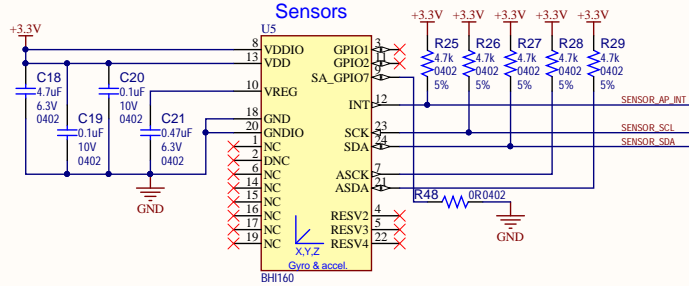 Sensors
+3.3V
U5
+3.3V +3.3V +3.3V +3.3V +3.3V
8 VDDIO GPIO1 3
13 VDD GPIO2
SA_GPIO7 9
R25 R26 R27 R28 R29
4.7k 4.7k 4.7k 4.7k 4.7k
0402 0402 0402 0402 0402
5% 5% 5% 5% 5%
C18
4.7uF
6.3V
0402
C20
0.1uF
10V
0402
C19
0.1uF
10V
0402
C21
0.47uF
6.3V
0402
10 VREG
INT 12 SENSOR_AP_INT
18 GND
20 GNDIO
SCK 23 SENSOR_SCL
SDA 24 SENSOR_SDA
1 NC
2 DNC
6 NC
14 NC
15 NC
16 NC
17 NC
19 NC
ASCK 7
ASDA 21
R48 0R0402
RESV2 4
RESV3 5
RESV4 22
GND
GND
X,Y,Z
Gyro & accel.
BHI160